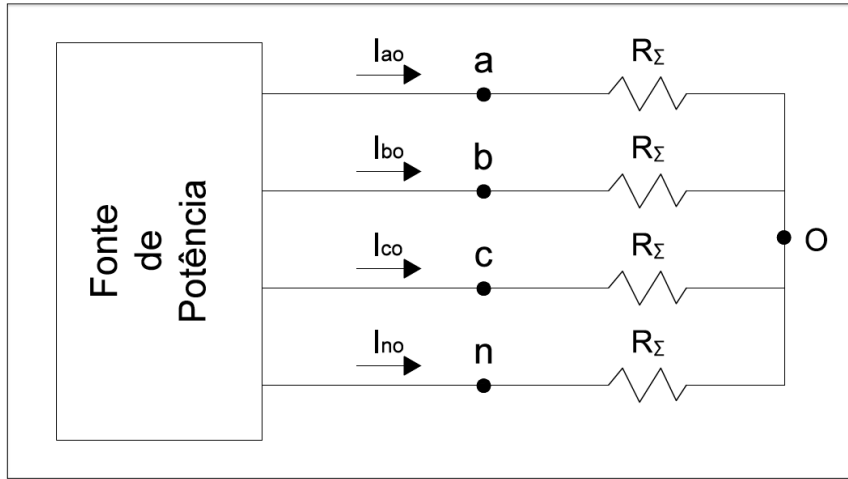 Fonte
de
Potência
Iao
a
RΣ
Ibo
b
RΣ
Ico
c
RΣ
O
Ino
n
RΣ